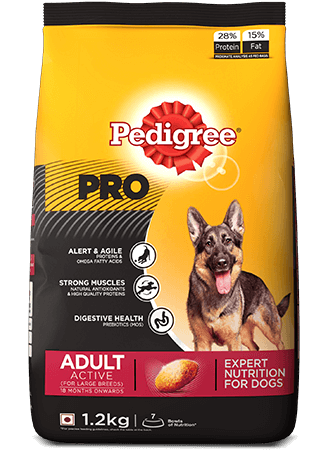 28% 15%
Protein Fat
Pedigree®
PRO
ALERT & AGILE
PROTEINS &
OMEGA FATTY ACIDS
STRONG MUSCLES
NATURAL ANTIOXIDANTS
& HIGH QUALITY PROTEINS
DIGESTIVE HEALTH
PREBIOTICS (MOS)
ADULT
ACTIVE
(FOR LARGE BREEDS)
18 MONTHS ONWARDS
EXPERT
NUTRITION
FOR DOGS
1.2kg
7 Bowls
of Nutrition*